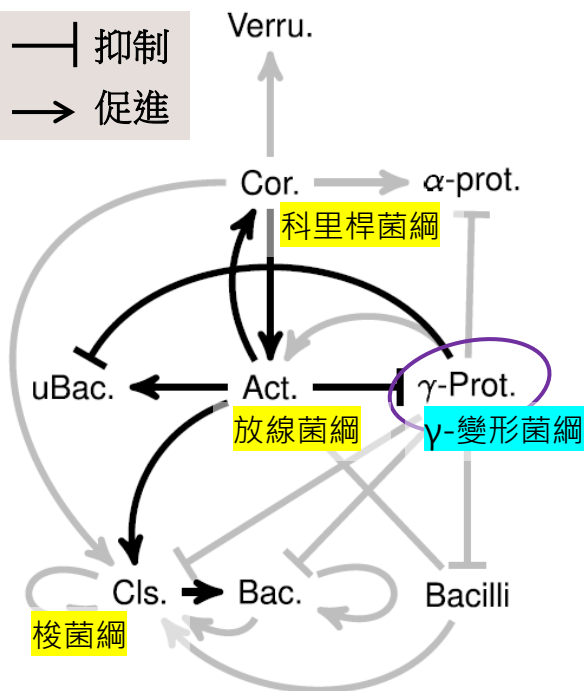 抑制
促進
Verru.
Cor.
α-prot.
科里桿菌綱
uBac.
Act.
γ-Prot.
放線菌綱
γ-變形菌綱
Cls.
Bac.
Bacilli
梭菌綱